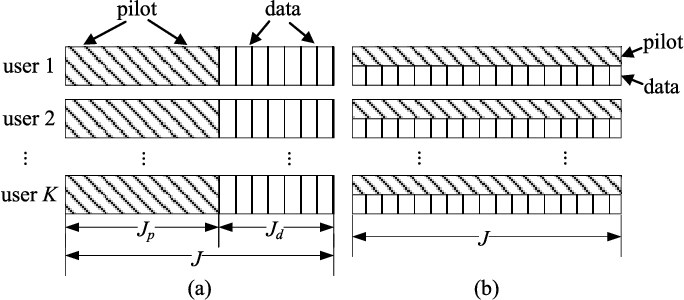 pilot data
user 1
pilot
data
user 2
⋮ ⋮ ⋮ ⋮ ⋮
user K
J_p J_d J
J
(a) (b)